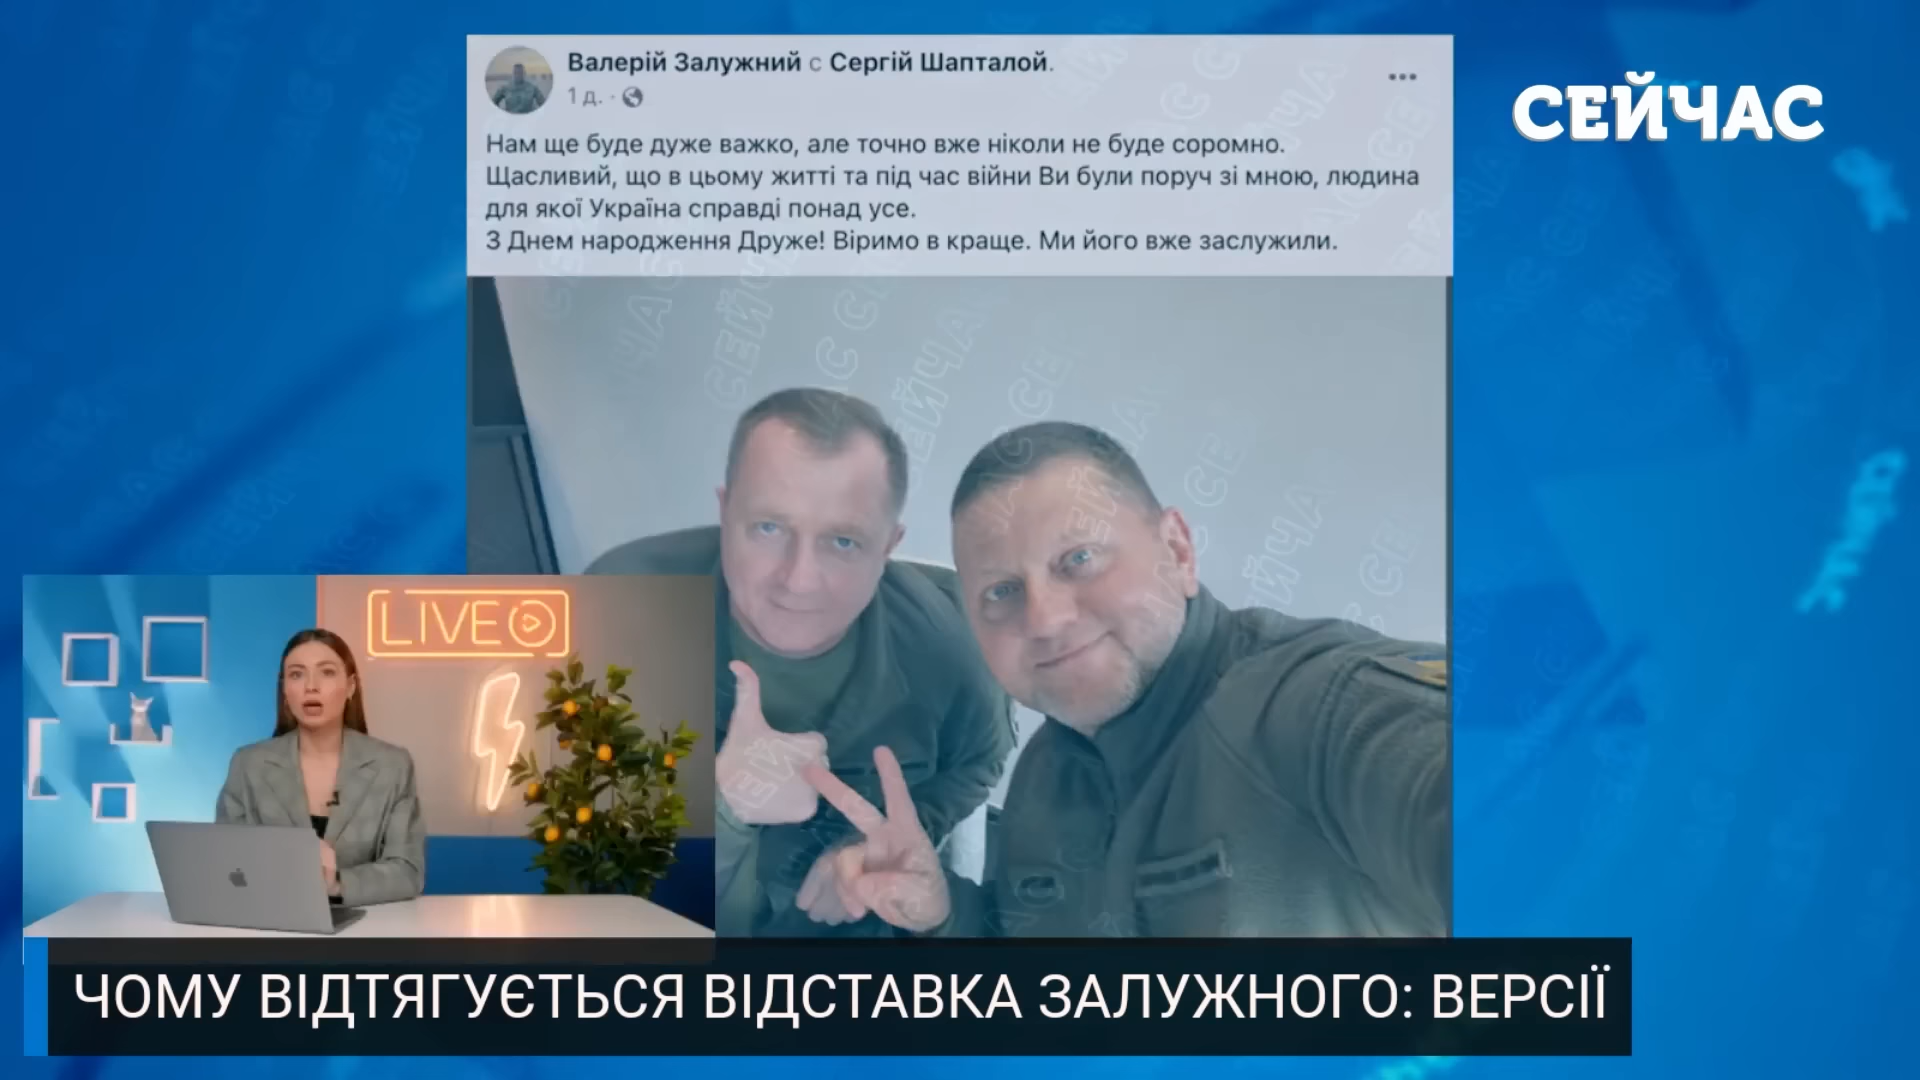 Валерій Залужний с Сергій Шапталой.
1 д. ·
СЕЙЧАС
Нам ще буде дуже важко, але точно вже ніколи не буде соромно.
Щасливий, що в цьому житті та під час війни Ви були поруч зі мною, людина
для якої Україна справді понад усе.
З Днем народження Друже! Віримо в краще. Ми його вже заслужили.
LIVE
ЧОМУ ВІДТЯГУЄТЬСЯ ВІДСТАВКА ЗАЛУЖНОГО: ВЕРСІЇ